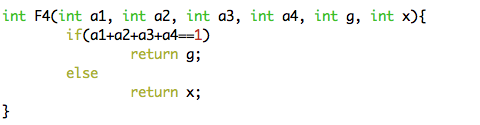 int F4(int a1, int a2, int a3, int a4, int g, int x){
if(a1+a2+a3+a4==1)
return g;
else
return x;
}